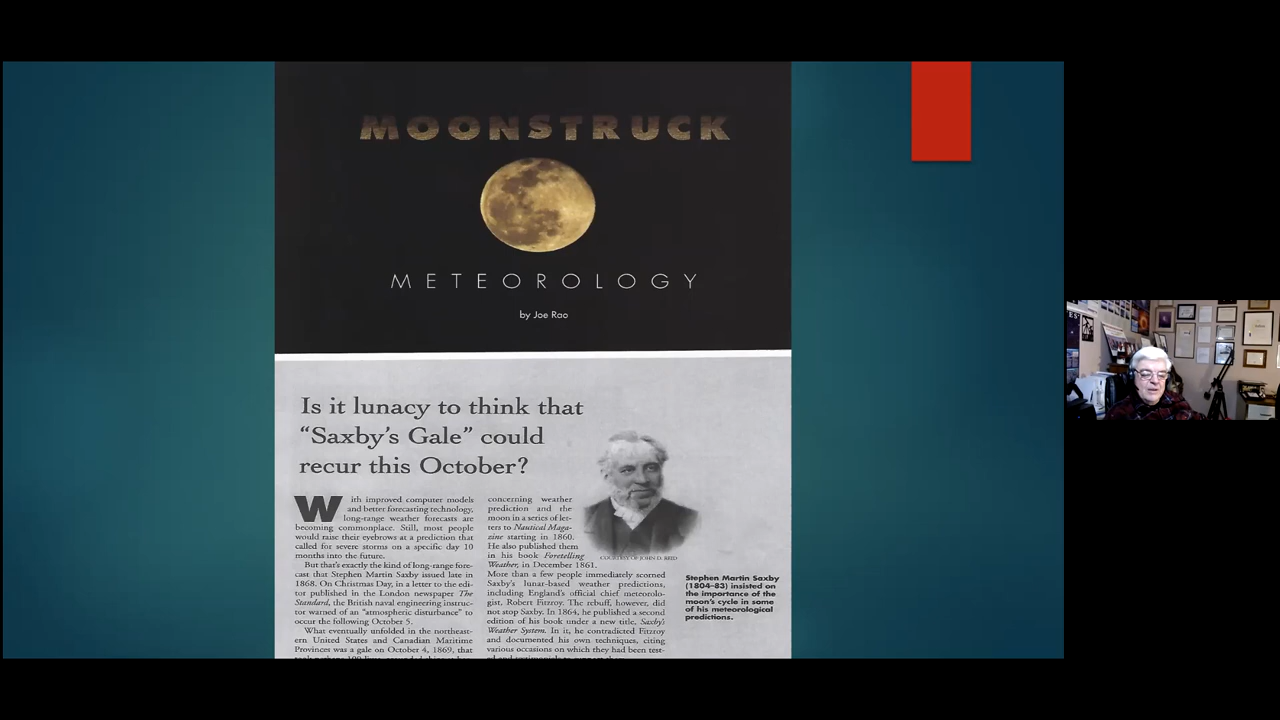 MOONSTRUCK
METEOROLOGY
by Joe Rao
Is it lunacy to think that
“Saxby’s Gale” could
recur this October?
With improved computer models
and better forecasting technology,
long-range weather forecasts are
becoming commonplace. Still, most people
would raise their eyebrows at a prediction that
called for severe storms on a specific day 10
months into the future.
But that’s exactly the kind of long-range fore-
cast that Stephen Martin Saxby issued late in
1868. On Christmas Day, in a letter to the edi-
tor published in the London newspaper The
Standard, the British naval engineering instruc-
tor warned of an “atmospheric disturbance” to
occur the following October 5.
What eventually unfolded in the northeast-
ern United States and Canadian Maritime
Provinces was a gale on October 4, 1869, that
concerning weather
prediction and the
moon in a series of let-
ters to Nautical Maga-
zine starting in 1860.
He also published them
in his book Foretelling
Weather, in December 1861.
More than a few people immediately scorned
Saxby’s lunar-based weather predictions,
including England’s official chief meteorolo-
gist, Robert Fitzroy. The rebuff, however, did
not stop Saxby. In 1864, he published a second
edition of his book under a new title, Saxby’s
Weather System. In it, he contradicted Fitzroy
and documented his own techniques, citing
various occasions on which they had been test-
COURTESY OF JOHN D. REID
Stephen Martin Saxby
(1804–83) insisted on
the importance of the
moon’s cycle in some
of his meteorological
predictions.